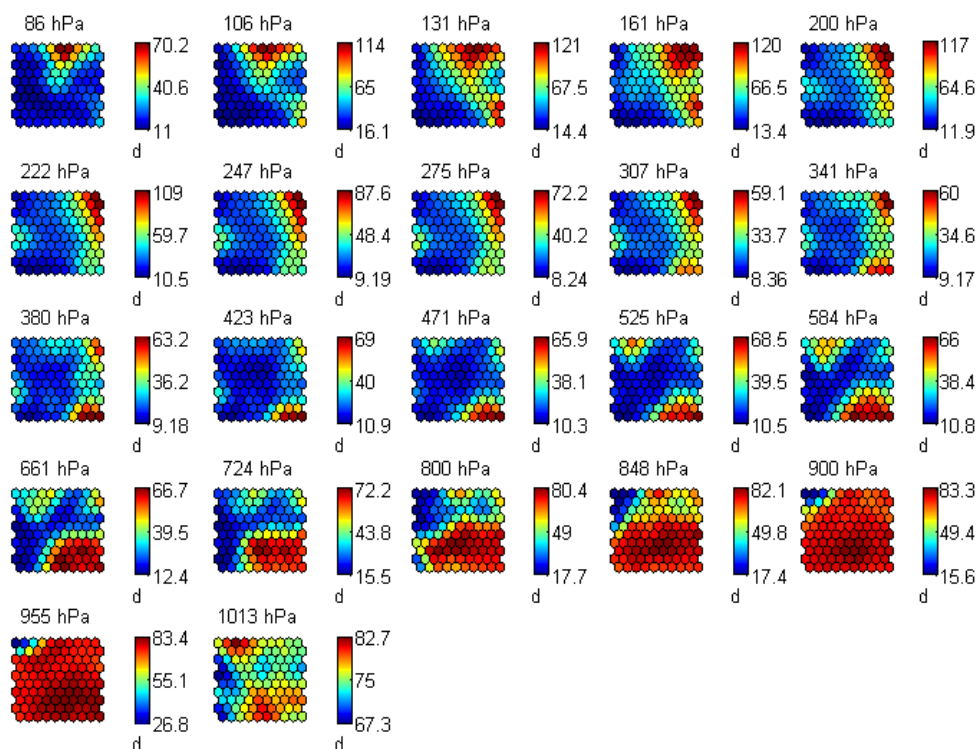 86 hPa 106 hPa 131 hPa 161 hPa 200 hPa
70.2 114 121 120 117
40.6 65 67.5 66.5 64.6
11 16.1 14.4 13.4 11.9
d d d d d
222 hPa 247 hPa 275 hPa 307 hPa 341 hPa
109 87.6 72.2 59.1 60
59.7 48.4 40.2 33.7 34.6
10.5 9.19 8.24 8.36 9.17
d d d d d
380 hPa 423 hPa 471 hPa 525 hPa 584 hPa
63.2 69 65.9 68.5 66
36.2 40 38.1 39.5 38.4
9.18 10.9 10.3 10.5 10.8
d d d d d
661 hPa 724 hPa 800 hPa 848 hPa 900 hPa
66.7 72.2 80.4 82.1 83.3
39.5 43.8 49 49.8 49.4
12.4 15.5 17.7 17.4 15.6
d d d d d
955 hPa 1013 hPa
83.4 82.7
55.1 75
26.8 67.3
d d